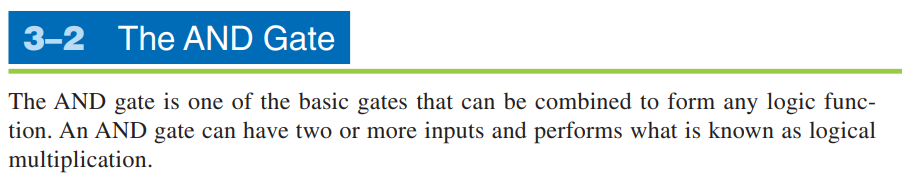 3–2 The AND Gate
The AND gate is one of the basic gates that can be combined to form any logic func-
tion. An AND gate can have two or more inputs and performs what is known as logical
multiplication.